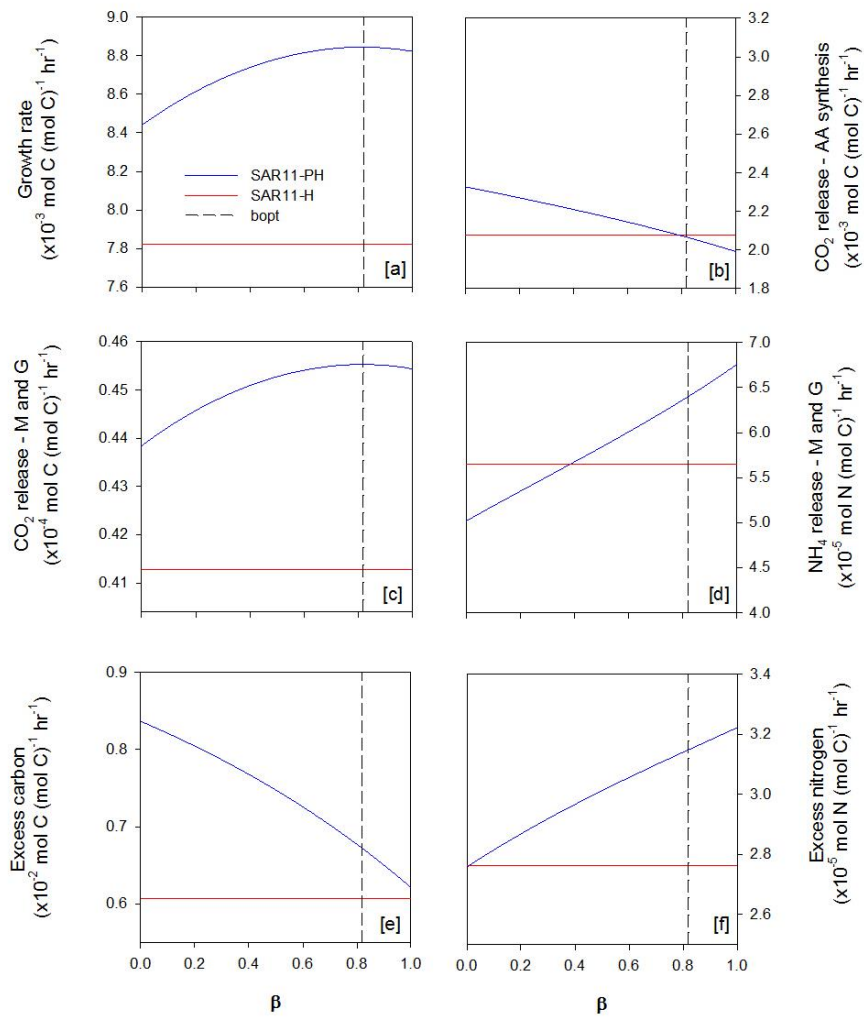 Growth rate
(x10⁻³ mol C (mol C)⁻¹ hr⁻¹)
9.0
8.8
8.6
8.4
8.2
8.0
7.8
7.6
SAR11-PH
SAR11-H
bopt
[a]
3.2
3.0
2.8
2.6
2.4
2.2
2.0
1.8
[b]
CO₂ release - AA synthesis
(x10⁻³ mol C (mol C)⁻¹ hr⁻¹)
CO₂ release - M and G
(x10⁻⁴ mol C (mol C)⁻¹ hr⁻¹)
0.46
0.45
0.44
0.43
0.42
0.41
[c]
7.0
6.5
6.0
5.5
5.0
4.5
4.0
[d]
NH₄ release - M and G
(x10⁻⁵ mol N (mol C)⁻¹ hr⁻¹)
Excess carbon
(x10⁻² mol C (mol C)⁻¹ hr⁻¹)
0.9
0.8
0.7
0.6
[e]
0.0 0.2 0.4 0.6 0.8 1.0
β
3.4
3.2
3.0
2.8
2.6
[f]
Excess nitrogen
(x10⁻⁵ mol N (mol C)⁻¹ hr⁻¹)
0.0 0.2 0.4 0.6 0.8 1.0
β